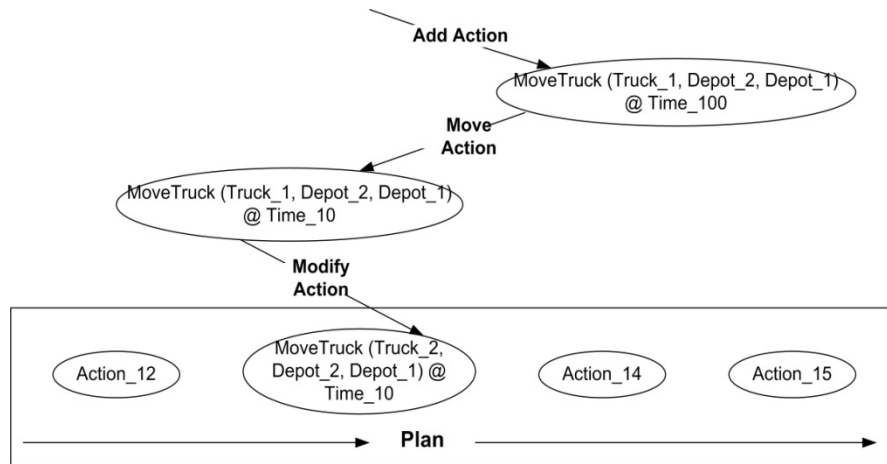 Add Action
MoveTruck (Truck_1, Depot_2, Depot_1)
@ Time_100
Move
Action
MoveTruck (Truck_1, Depot_2, Depot_1)
@ Time_10
Modify
Action
Action_12
MoveTruck (Truck_2,
Depot_2, Depot_1) @
Time_10
Action_14
Action_15
Plan